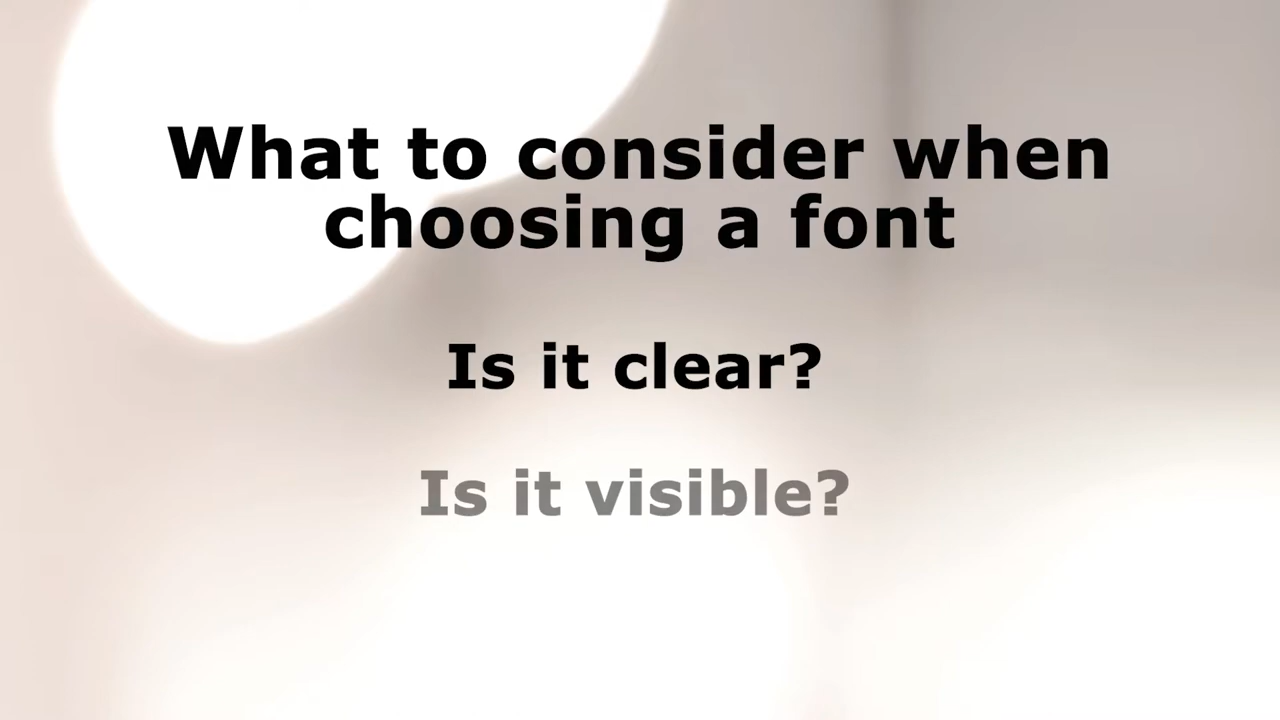 What to consider when
choosing a font
Is it clear?
Is it visible?